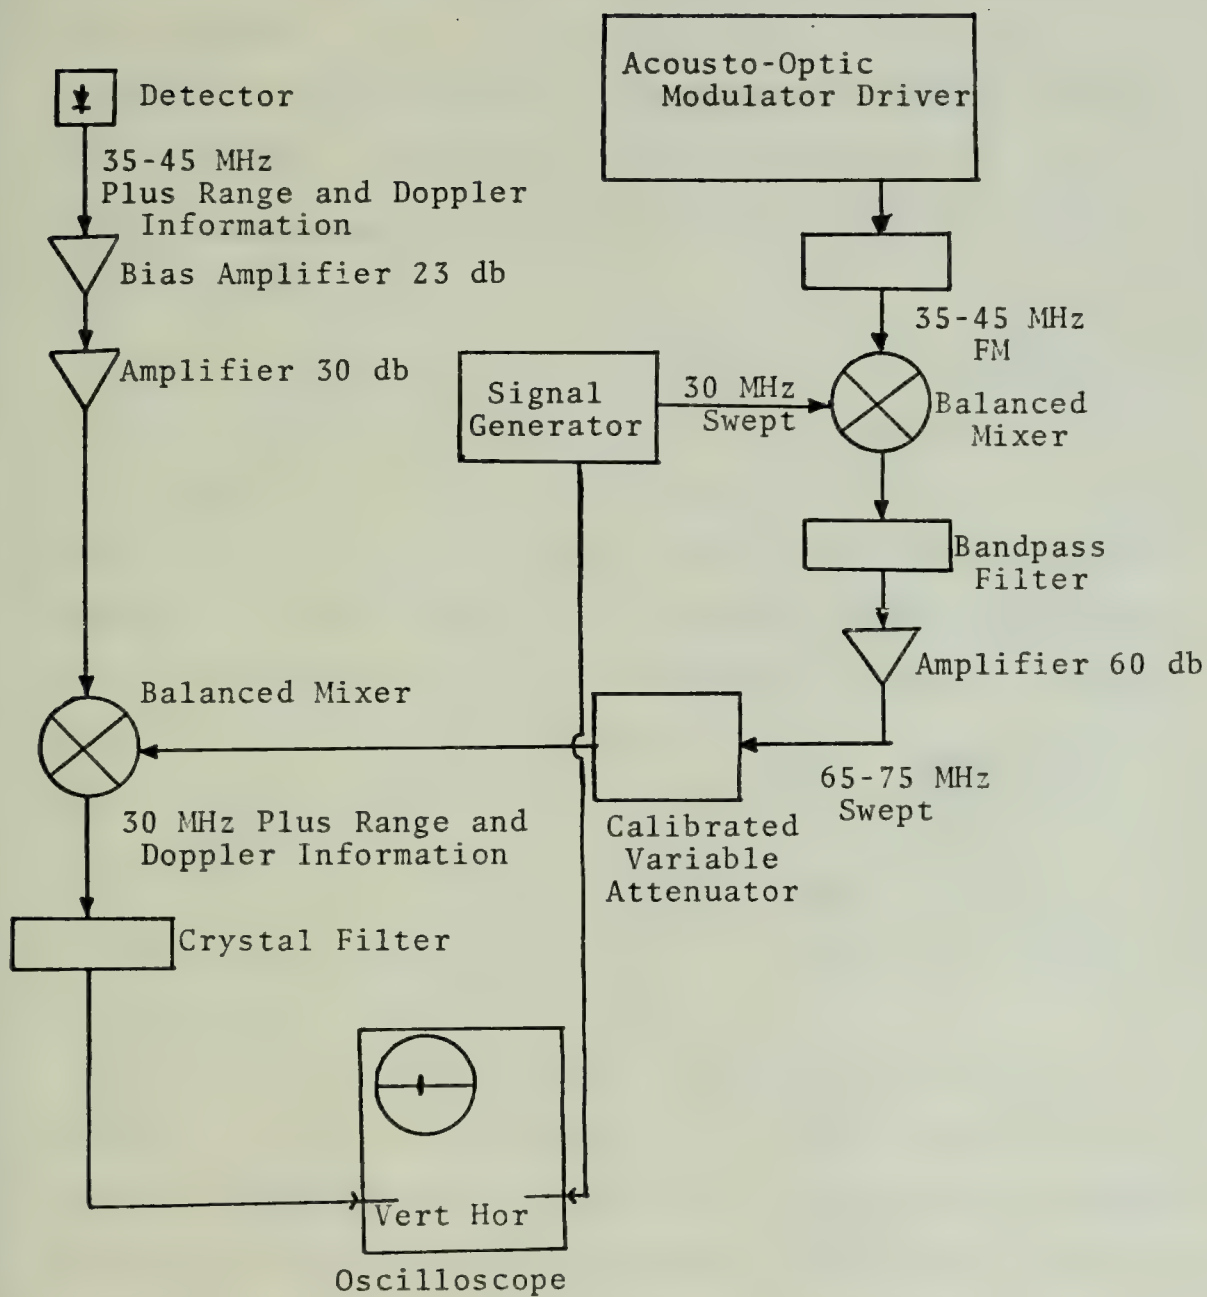 Detector
35-45 MHz
Plus Range and Doppler
Information
Bias Amplifier 23 db
Amplifier 30 db
Acousto-Optic
Modulator Driver
35-45 MHz
FM
Signal
Generator
30 MHz
Swept
Balanced
Mixer
Bandpass
Filter
Amplifier 60 db
65-75 MHz
Swept
Calibrated
Variable
Attenuator
Balanced Mixer
30 MHz Plus Range and
Doppler Information
Crystal Filter
Vert Hor
Oscilloscope